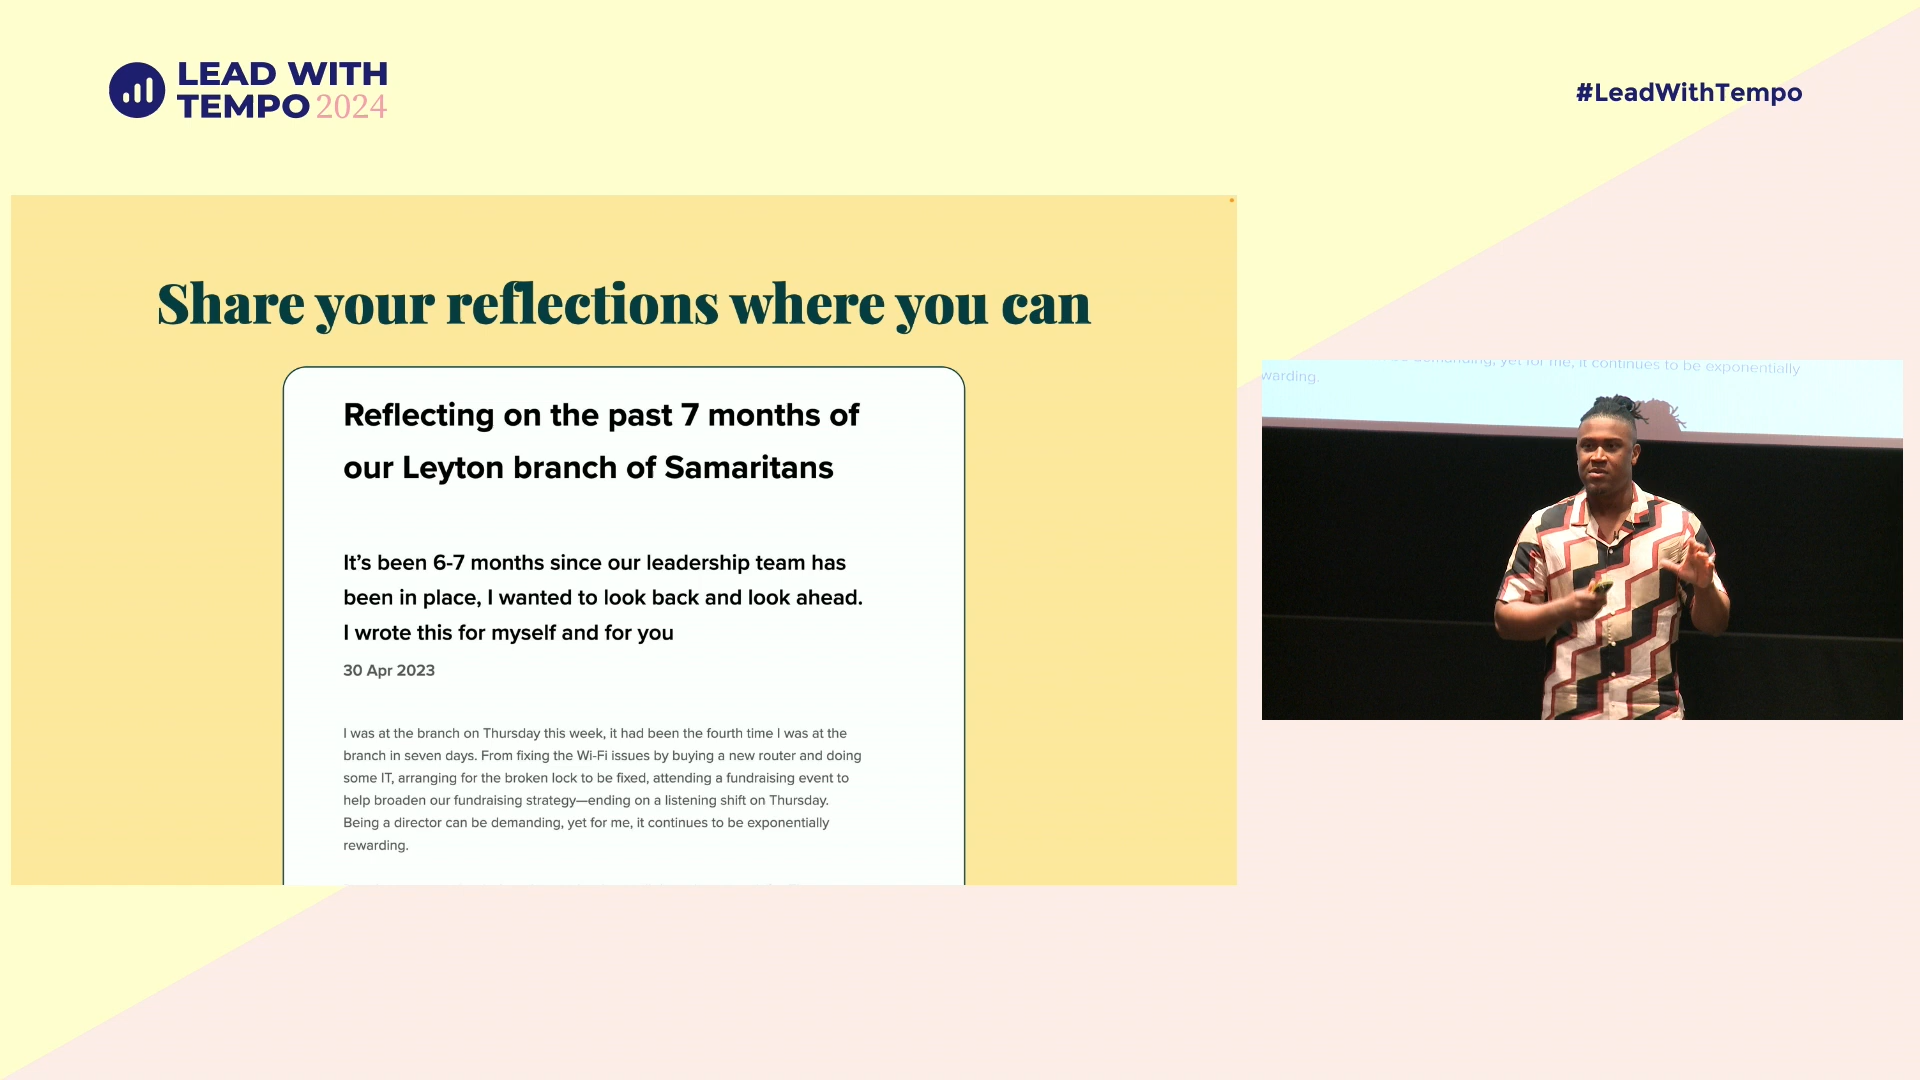 LEAD WITH
TEMPO 2024
#LeadWithTempo
Share your reflections where you can
Reflecting on the past 7 months of
our Leyton branch of Samaritans
It’s been 6-7 months since our leadership team has
been in place, I wanted to look back and look ahead.
I wrote this for myself and for you
30 Apr 2023
I was at the branch on Thursday this week, it had been the fourth time I was at the
branch in seven days. From fixing the Wi-Fi issues by buying a new router and doing
some IT, arranging for the broken lock to be fixed, attending a fundraising event to
help broaden our fundraising strategy—ending on a listening shift on Thursday.
Being a director can be demanding, yet for me, it continues to be exponentially
rewarding.
demanding, yet for me, it continues to be exponentially
warding.